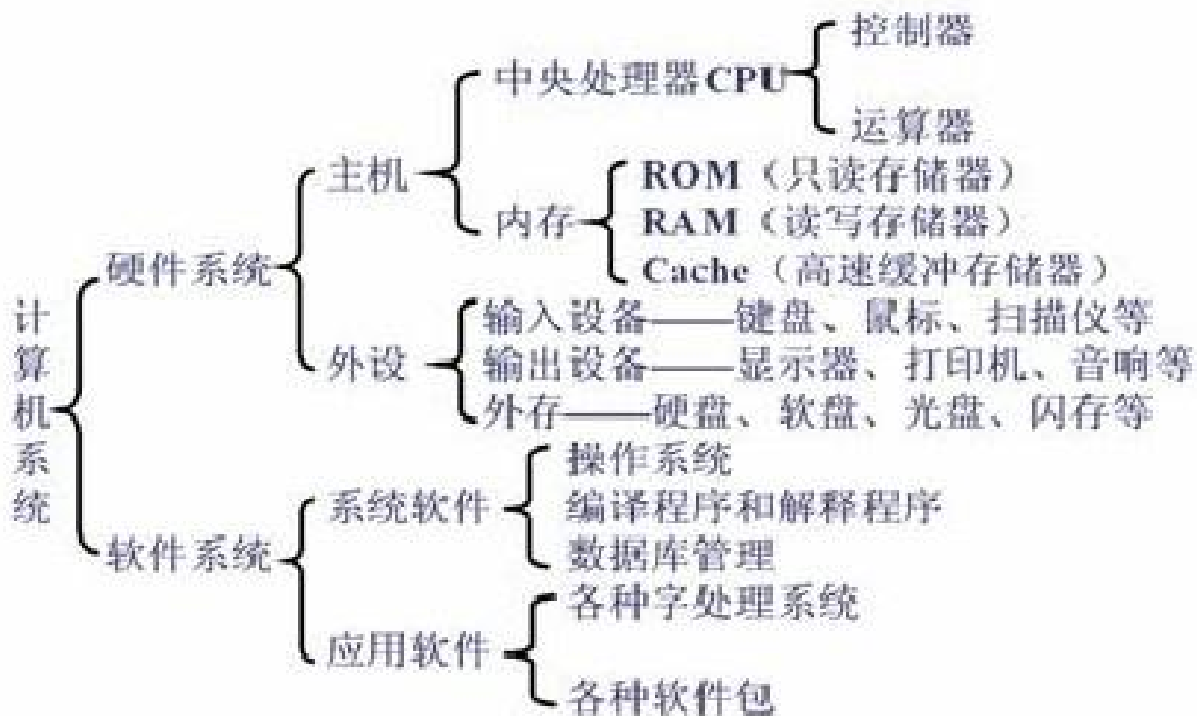 控制器
中央处理器CPU
运算器
主机
ROM（只读存储器）
内存
RAM（读写存储器）
硬件系统
Cache（高速缓冲存储器）
计算机系统
输入设备——键盘、鼠标、扫描仪等
外设
输出设备——显示器、打印机、音响等
外存——硬盘、软盘、光盘、闪存等
操作系统
系统软件
编译程序和解释程序
软件系统
数据库管理
各种字处理系统
应用软件
各种软件包